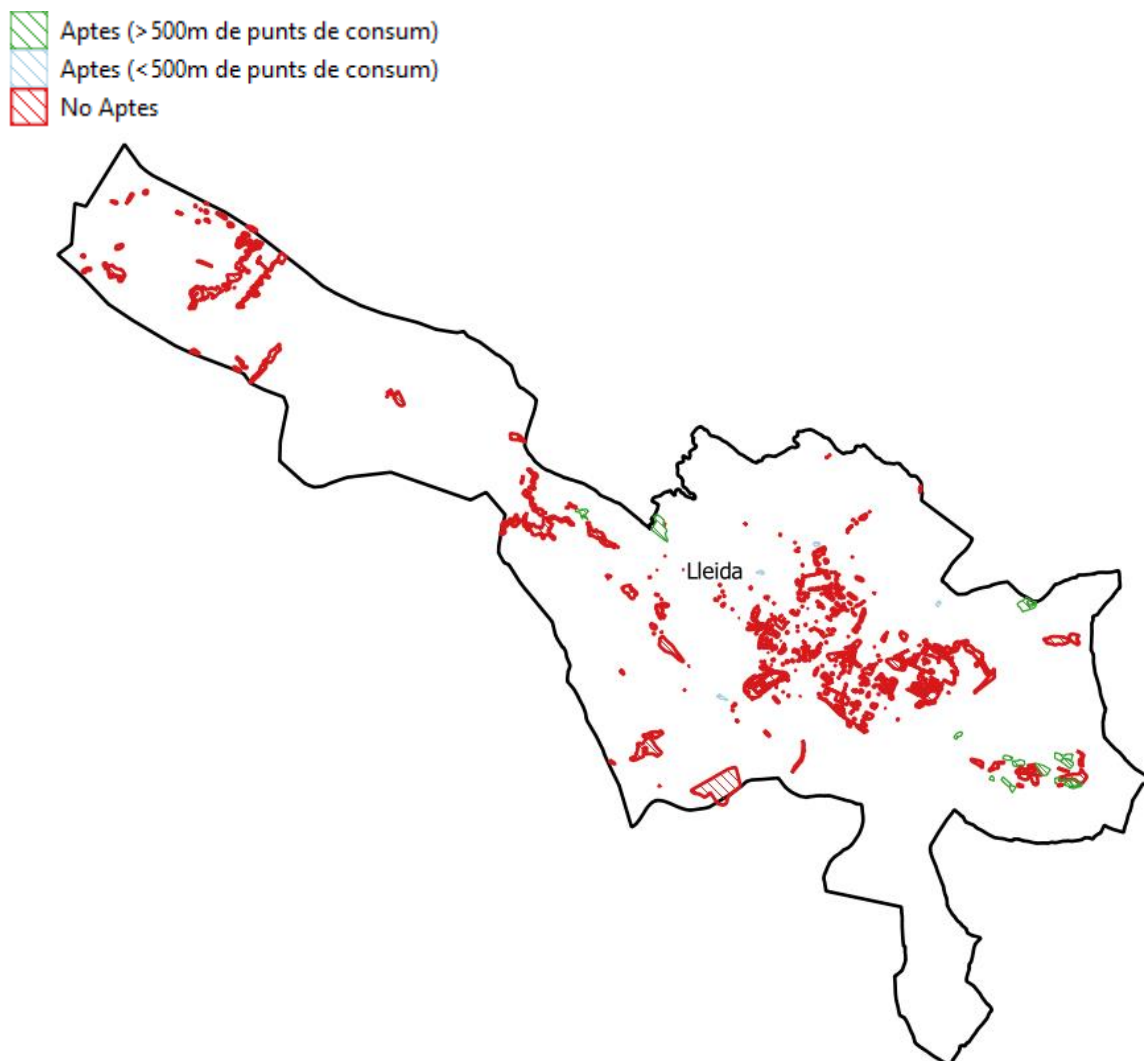 Aptes (>500m de punts de consum)
Aptes (<500m de punts de consum)
No Aptes
Lleida